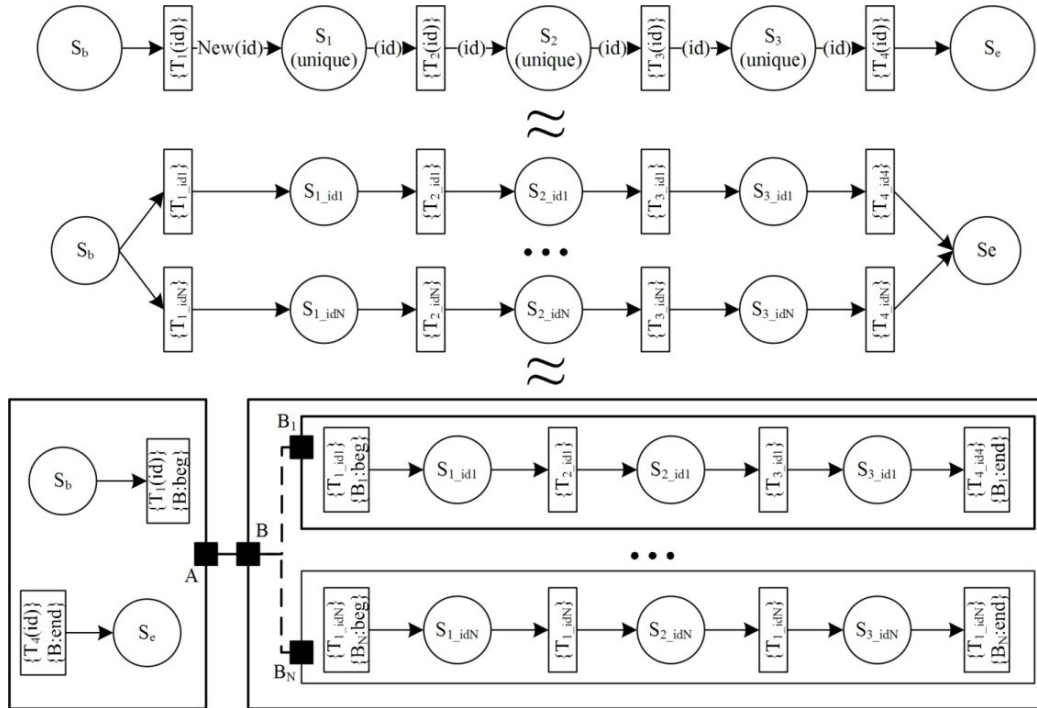 S_b {T_1(id)} New(id) S_1 (unique) (id) {T_2(id)} (id) S_2 (unique) (id) {T_3(id)} (id) S_3 (unique) (id) {T_4(id)} S_e
≈
{T_1_id1} S_1_id1 {T_2_id1} S_2_id1 {T_3_id1} S_3_id1 {T_4_id4}
S_b ••• Se
{T_1_idN} S_1_idN {T_2_idN} S_2_idN {T_3_idN} S_3_idN {T_4_idN}
≈
S_b
{T_1(id)}
{B:beg}
A
{T_4(id)}
{B:end}
S_e
B
B_1
{T_1_id1}
{B_1:beg}
S_1_id1
{T_2_id1}
S_2_id1
{T_3_id1}
S_3_id1
{T_4_id4}
{B_1:end}
•••
B_N
{T_1_idN}
{B_N:beg}
S_1_idN
{T_1_idN}
S_2_idN
{T_1_idN}
S_3_idN
{T_1_idN}
{B_N:end}